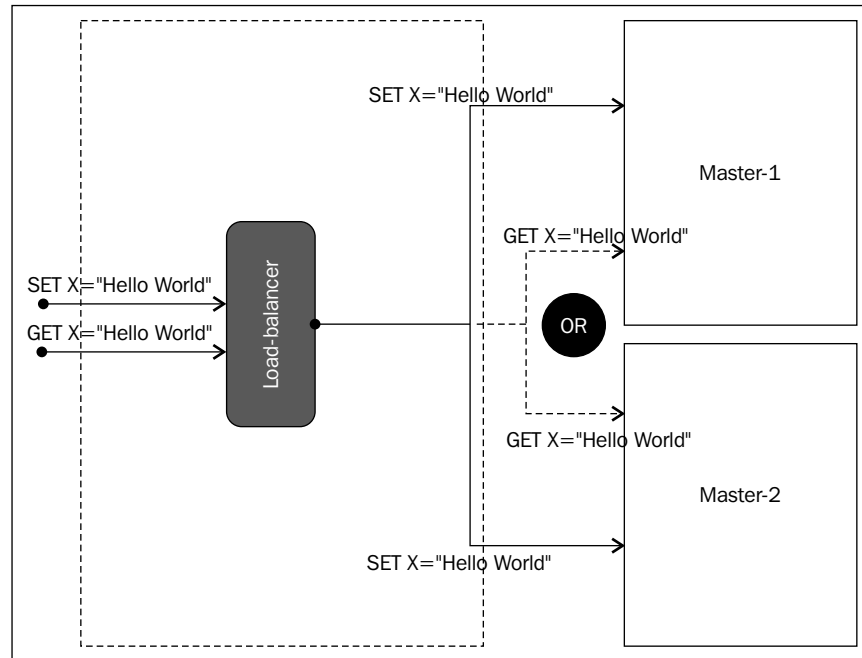 SET X="Hello World"
Master-1
GET X="Hello World"
SET X="Hello World"
GET X="Hello World"
Load-balancer
OR
GET X="Hello World"
Master-2
SET X="Hello World"